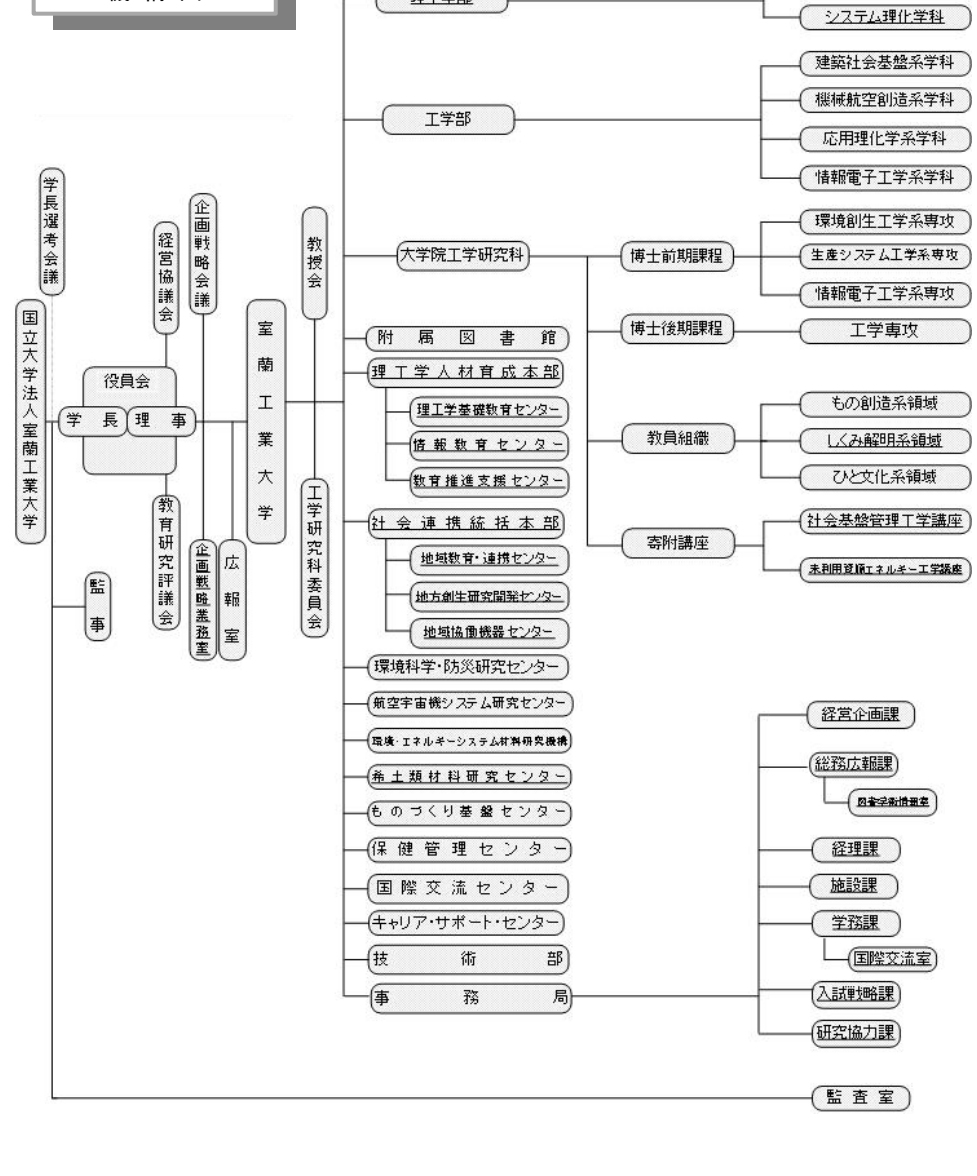 システム理化学科
建築社会基盤系学科
機械航空創造系学科
工学部
応用理化学系学科
情報電子工学系学科
学長選考会議
企画戦略会議
経営協議会
教授会
環境創生工学系専攻
大学院工学研究科
博士前期課程
生産システム工学系専攻
情報電子工学系専攻
国立大学法人室蘭工業大学
室蘭工業大学
博士後期課程
工学専攻
附属図書館
役員会
理工学人材育成本部
学長
理事
理工学基礎教育センター
もの創造系領域
情報教育センター
教員組織
しくみ解明系領域
教育推進支援センター
ひと文化系領域
教育研究評議会
工学研究科委員会
社会連携統括本部
社会基盤管理工学講座
寄附講座
企画戦略業務室
広報室
地域教育・連携センター
未利用資源エネルギー工学講座
監事
地方創生研究開発センター
地域協働機器センター
環境科学・防災研究センター
航空宇宙機システム研究センター
経営企画課
環境・エネルギーシステム材料研究機構
総務広報課
希土類材料研究センター
図書学術情報室
ものづくり基盤センター
保健管理センター
経理課
国際交流センター
施設課
キャリア・サポート・センター
学務課
技術部
国際交流室
事務局
入試戦略課
研究協力課
監査室